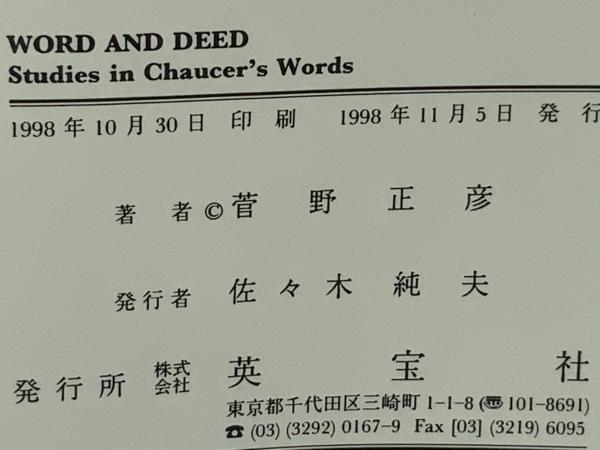 WORD AND DEED
Studies in Chaucer's Words
1998 年 10 月 30 日 印 刷 1998 年 11 月 5 日 発 行
著 者 © 菅 野 正 彦
発行者 佐 々 木 純 夫
発 行 所 株式会社 英 宝 社
東京都千代田区三崎町 1-1-8 (〠 101-8691)
☎ (03) (3292) 0167-9 Fax [03] (3219) 6095